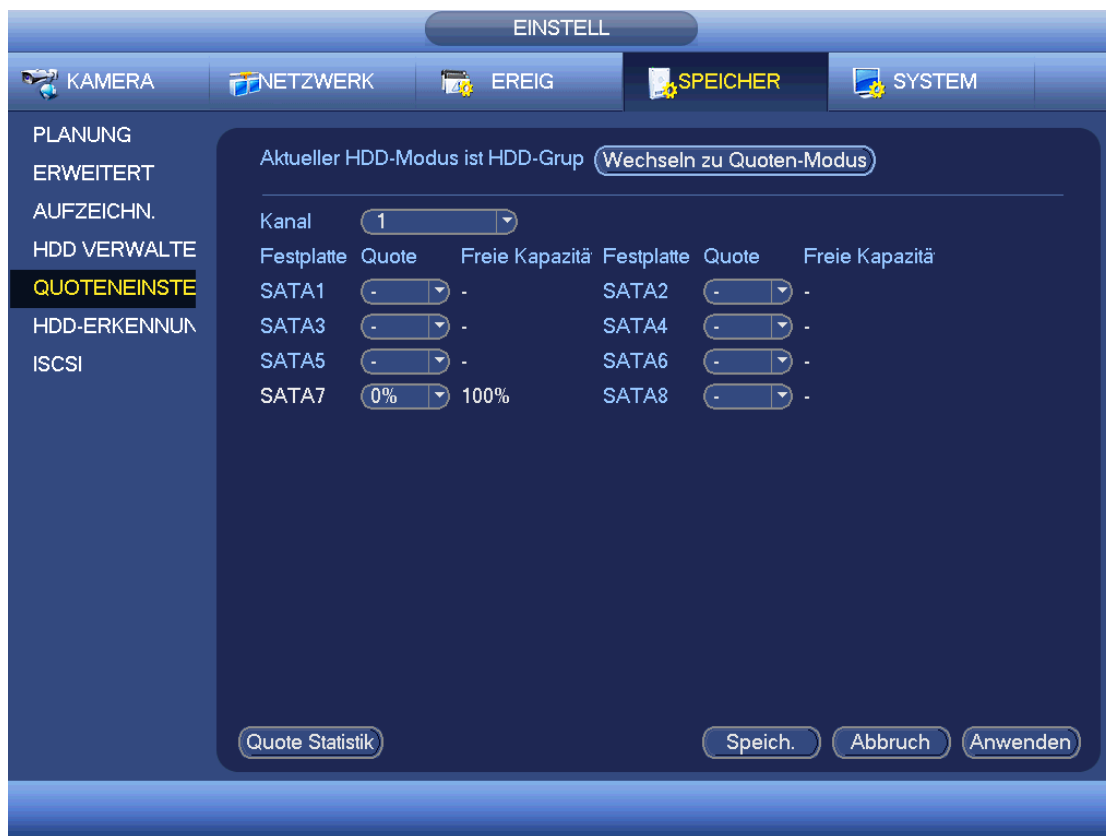 EINSTELL
KAMERA NETZWERK EREIG SPEICHER SYSTEM
PLANUNG
ERWEITERT
AUFZEICHN.
HDD VERWALTE
QUOTENEINSTE
HDD-ERKENNUN
ISCSI
Aktueller HDD-Modus ist HDD-Grup Wechseln zu Quoten-Modus
Kanal 1
Festplatte Quote Freie Kapazitä Festplatte Quote Freie Kapazitä
SATA1 - - SATA2 - -
SATA3 - - SATA4 - -
SATA5 - - SATA6 - -
SATA7 0% 100% SATA8 - -
Quote Statistik Speich. Abbruch Anwenden